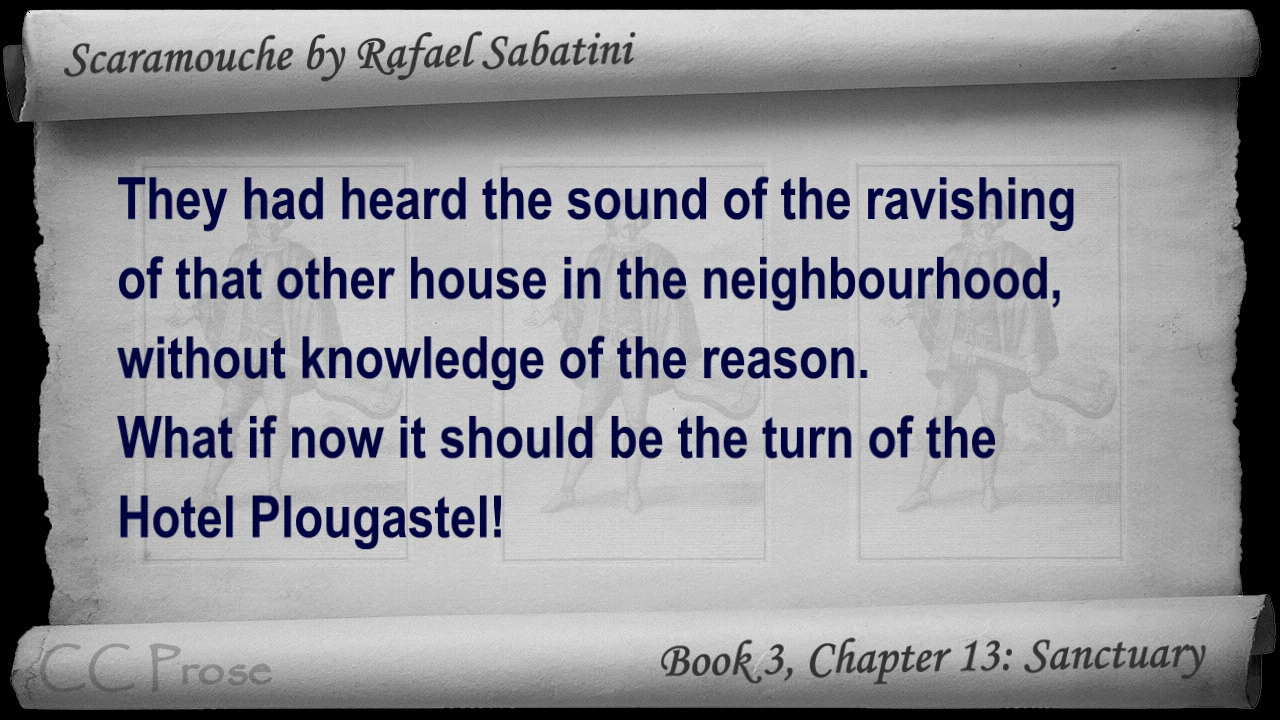 Scaramouche by Rafael Sabatini
They had heard the sound of the ravishing
of that other house in the neighbourhood,
without knowledge of the reason.
What if now it should be the turn of the
Hotel Plougastel!
CC Prose
Book 3, Chapter 13: Sanctuary